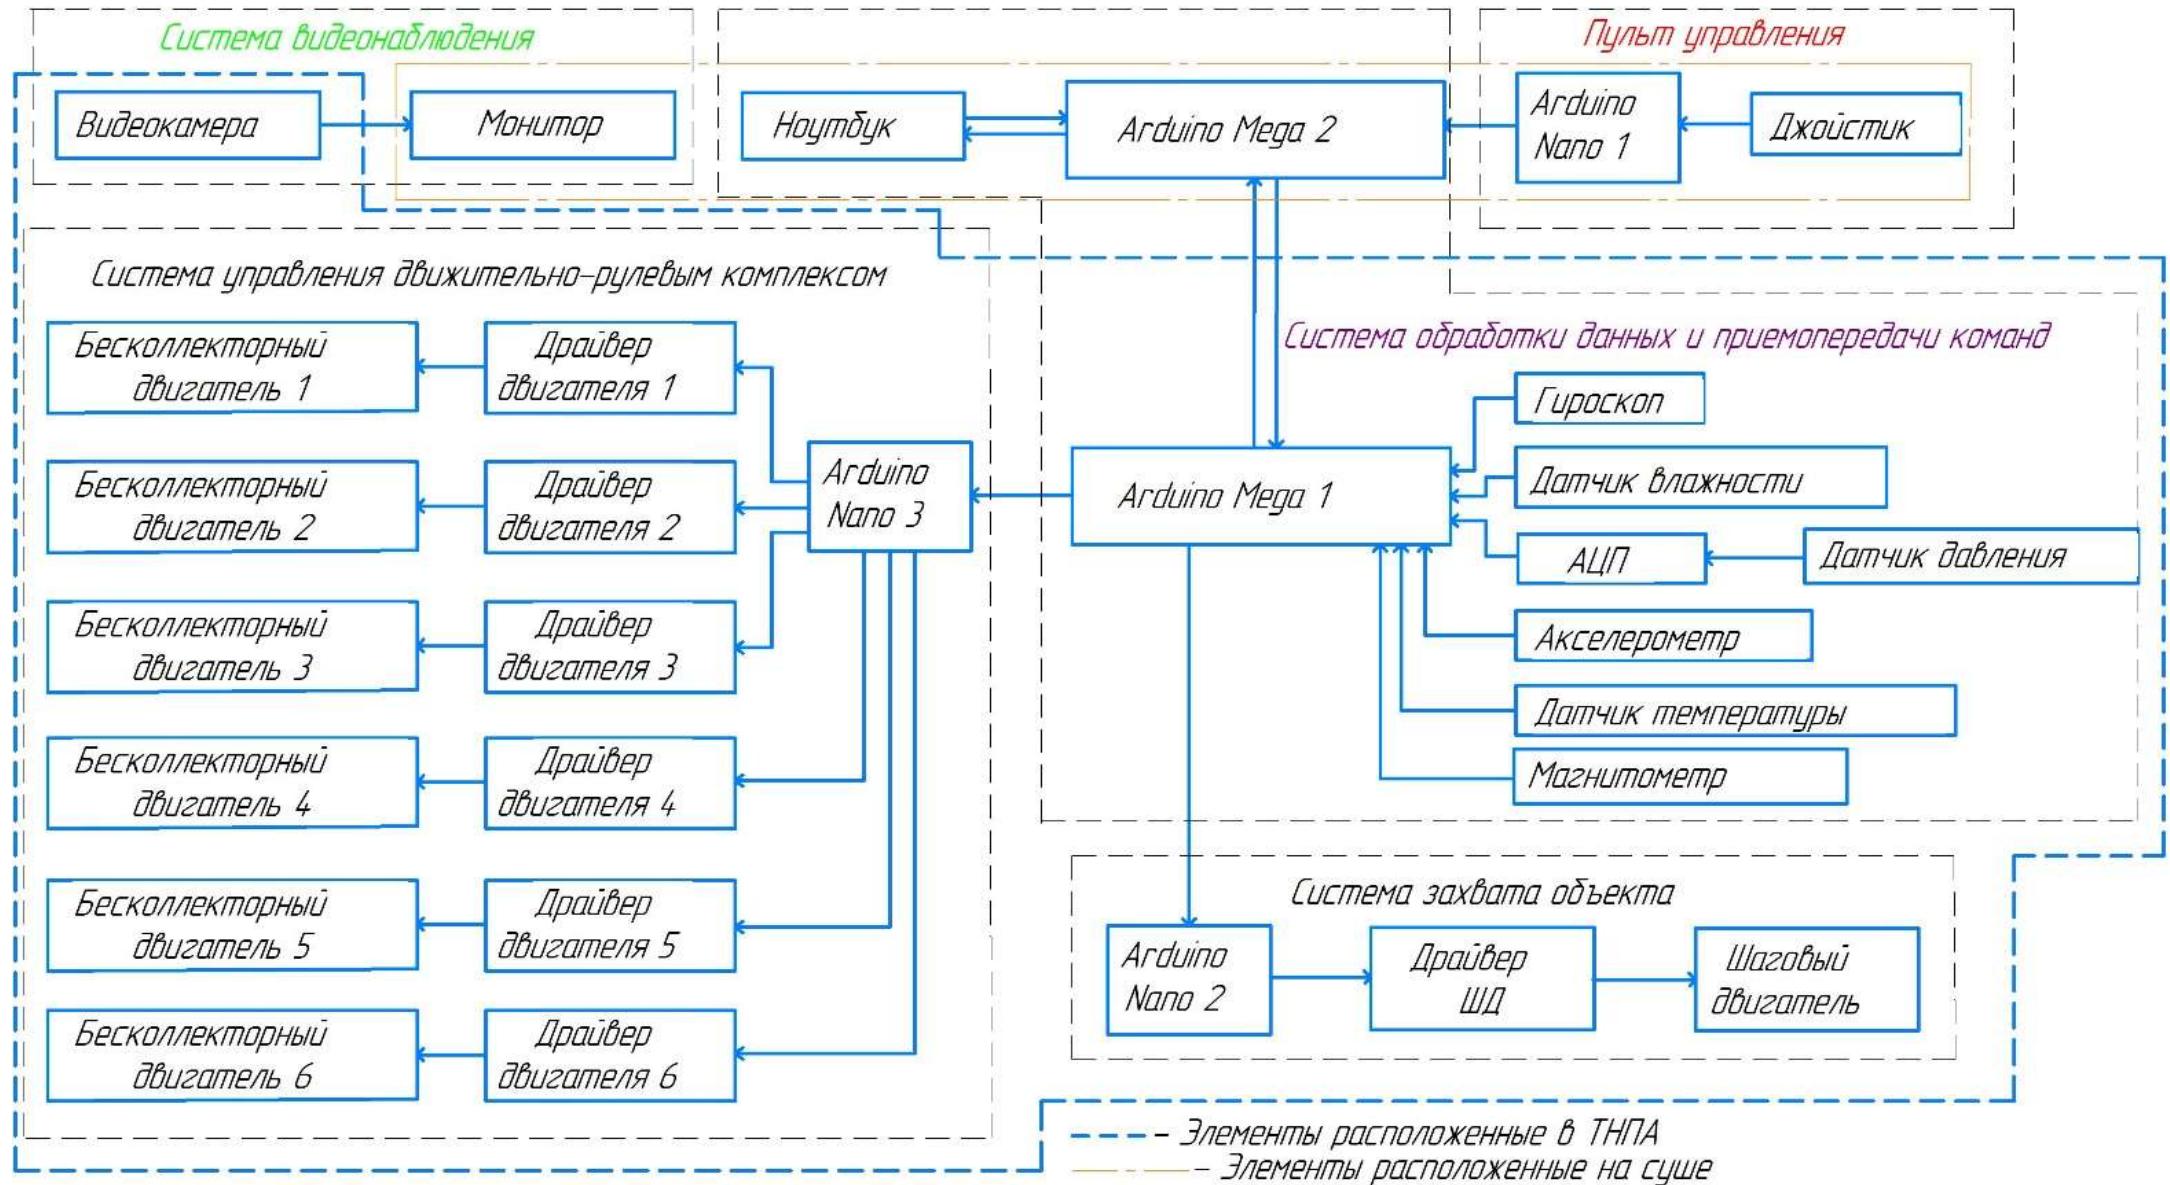 Система видеонаблюдения
Пульт управления
Видеокамера
Монитор
Ноутбук
Arduino Mega 2
Arduino
Nano 1
Джойстик
Система управления движительно-рулевым комплексом
Система обработки данных и приемопередачи команд
Бесколлекторный
двигатель 1
Драйвер
двигателя 1
Бесколлекторный
двигатель 2
Драйвер
двигателя 2
Бесколлекторный
двигатель 3
Драйвер
двигателя 3
Бесколлекторный
двигатель 4
Драйвер
двигателя 4
Бесколлекторный
двигатель 5
Драйвер
двигателя 5
Бесколлекторный
двигатель 6
Драйвер
двигателя 6
Arduino
Nano 3
Arduino Mega 1
Гироскоп
Датчик влажности
АЦП
Датчик давления
Акселерометр
Датчик температуры
Магнитометр
Система захвата объекта
Arduino
Nano 2
Драйвер
ШД
Шаговый
двигатель
– Элементы расположенные в ТНПА
– Элементы расположенные на суше